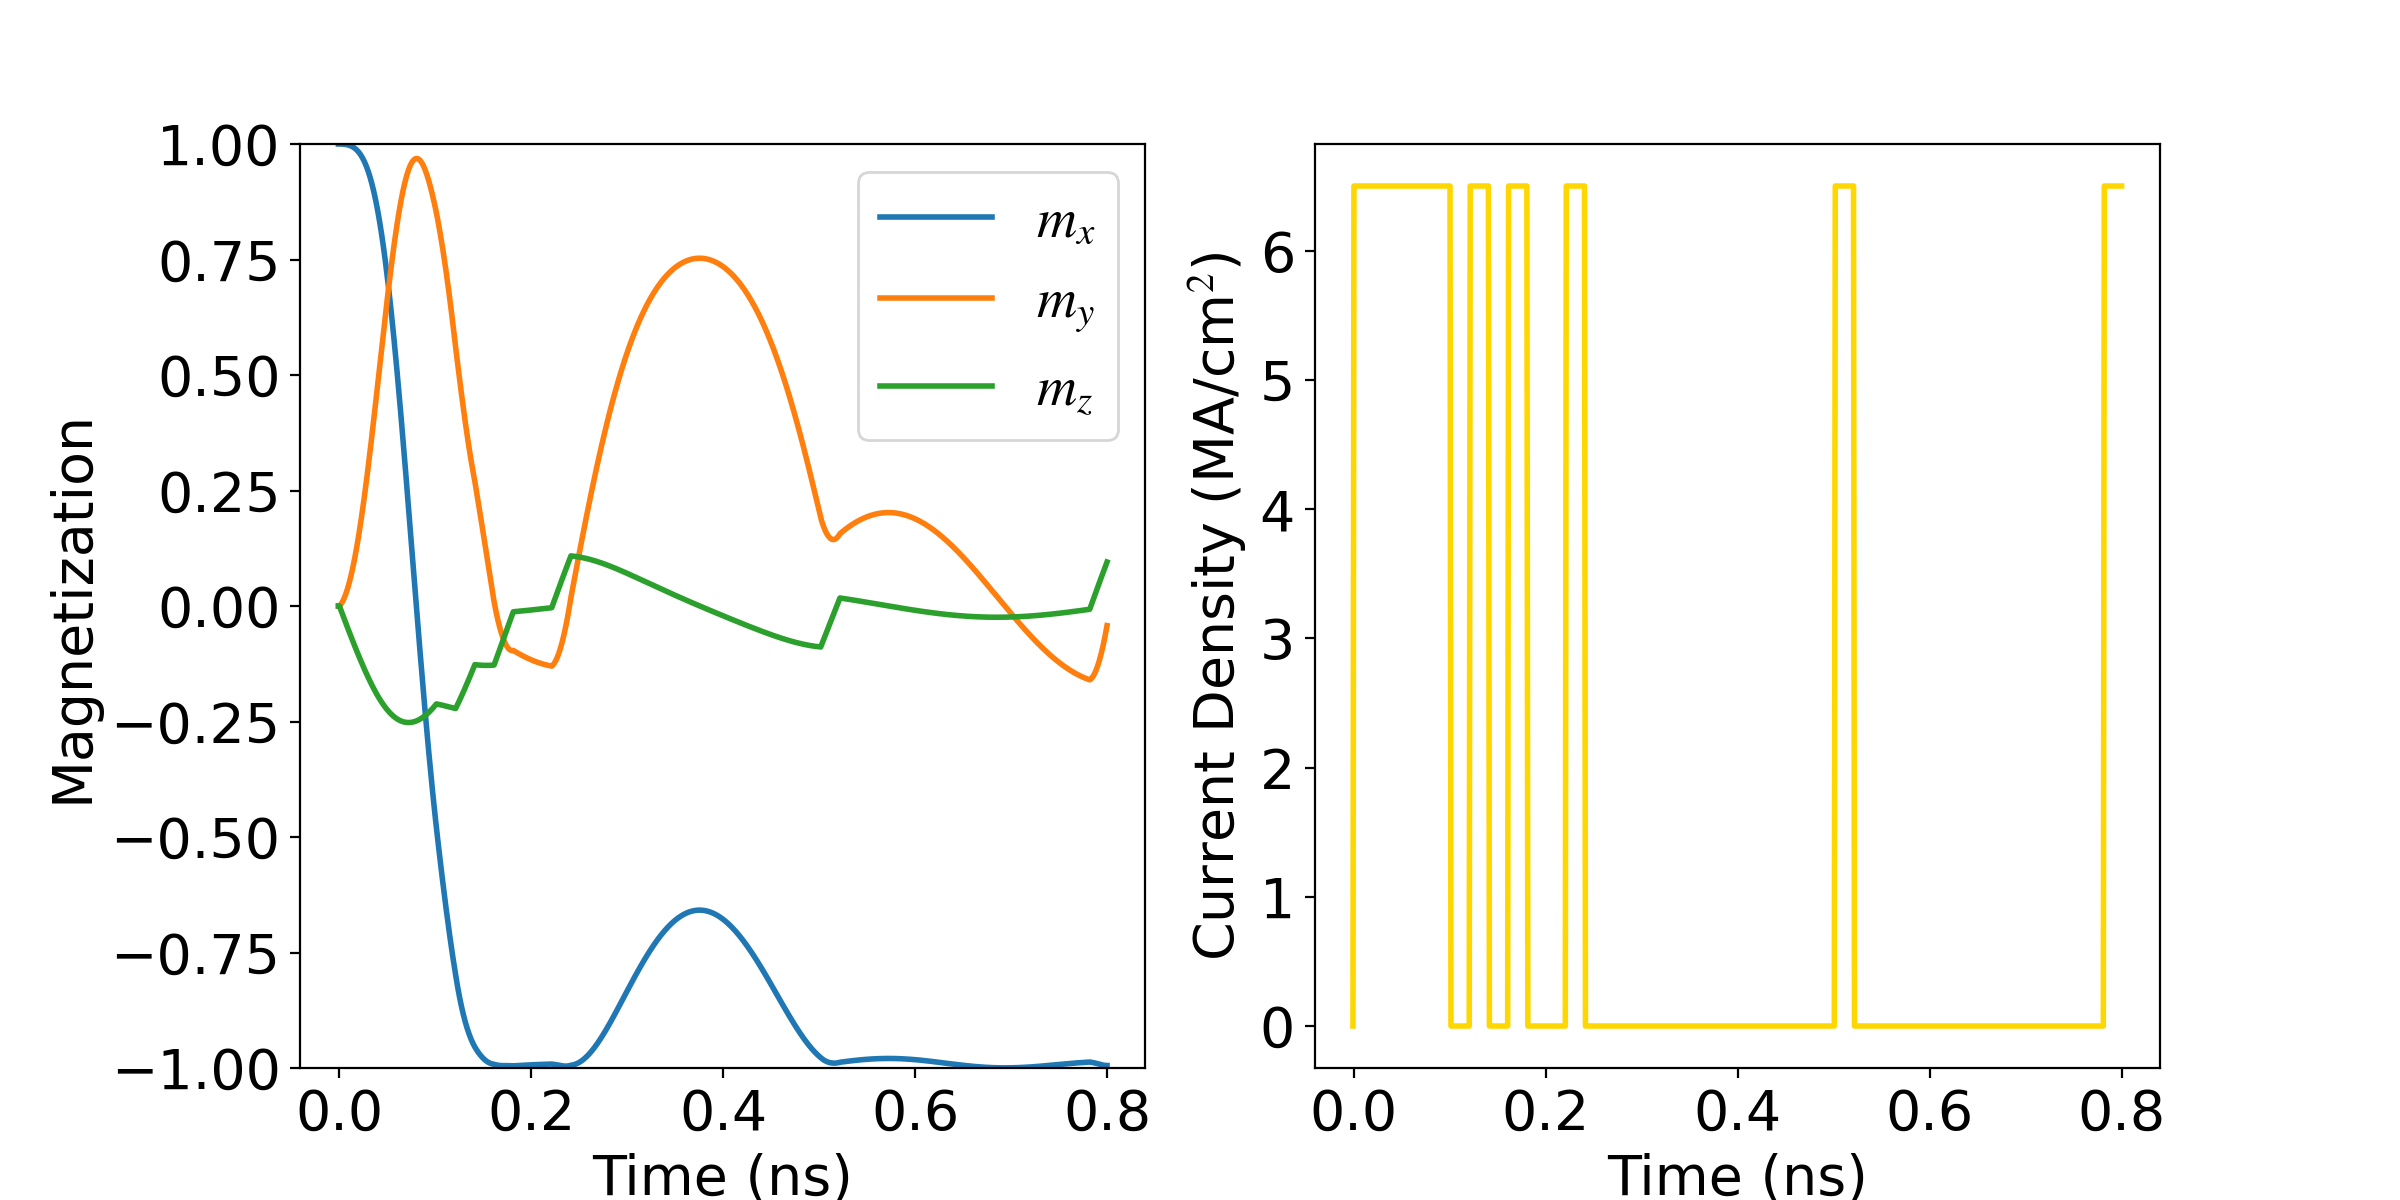 Magnetization
1.00
0.75
0.50
0.25
0.00
−0.25
−0.50
−0.75
−1.00
0.0 0.2 0.4 0.6 0.8
Time (ns)
m_x
m_y
m_z
Current Density (MA/cm²)
6
5
4
3
2
1
0
0.0 0.2 0.4 0.6 0.8
Time (ns)